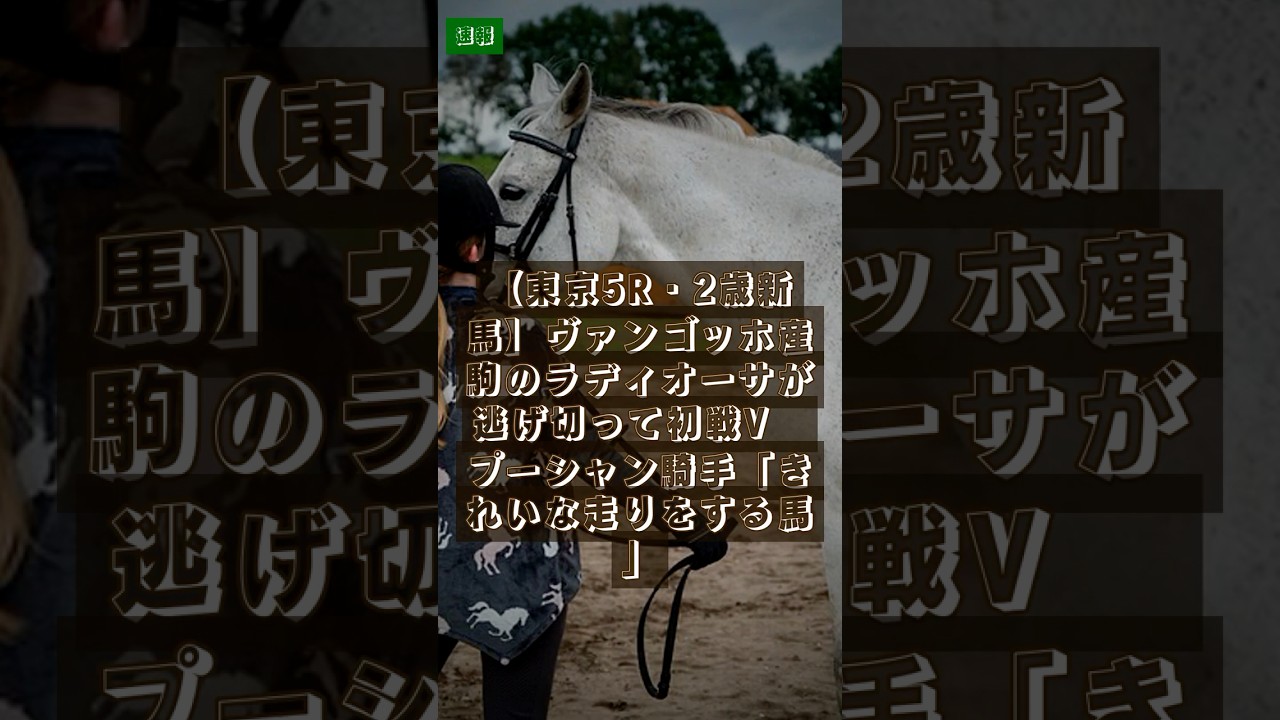 速報
【東京5R・2歳新
馬】ヴァンゴッホ産
駒のラディオーサが
逃げ切って初戦V
プーシャン騎手「き
れいな走りをする馬
」